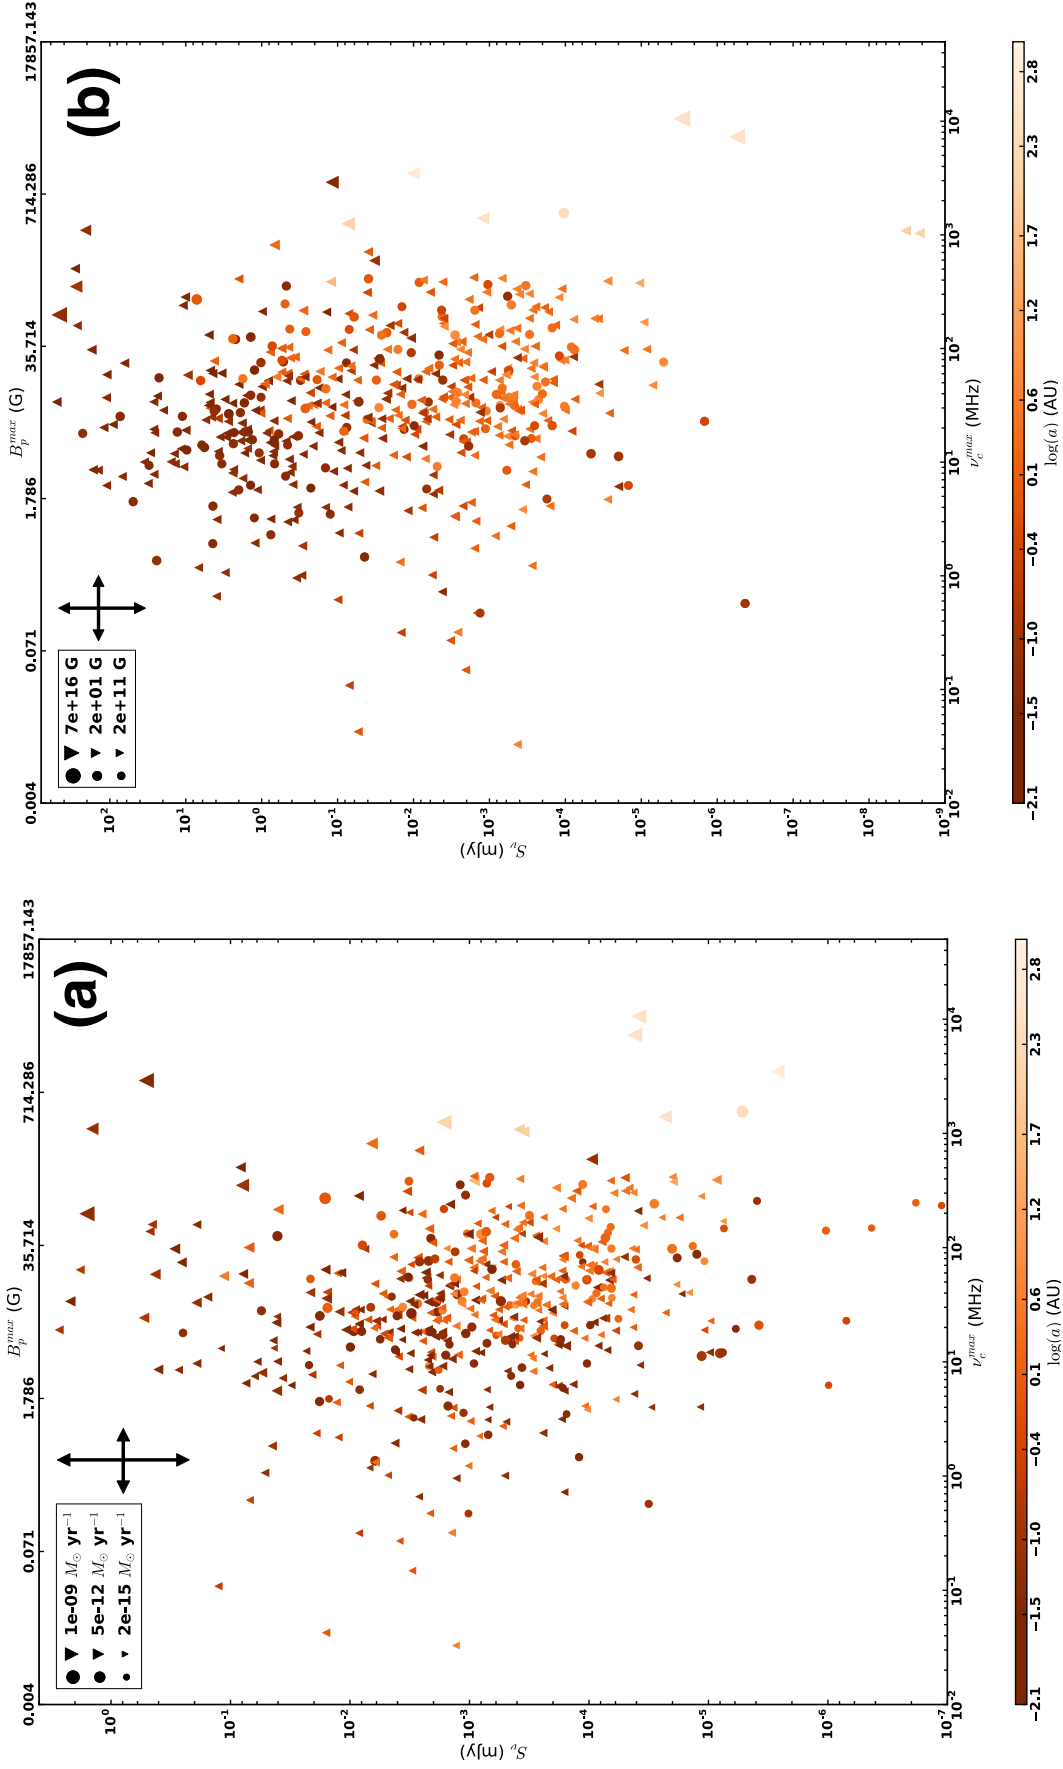 (a)
B_p^{max} (G)
0.004 0.071 1.786 35.714 714.286 17857.143
1e-09 M_⊙ yr^{−1}
5e-12 M_⊙ yr^{−1}
2e-15 M_⊙ yr^{−1}
S_ν (mJy)
10^0
10^{-1}
10^{-2}
10^{-3}
10^{-4}
10^{-5}
10^{-6}
10^{-7}
10^{-2} 10^{-1} 10^0 10^1 10^2 10^3 10^4
ν_c^{max} (MHz)
−2.1 −1.5 −1.0 −0.4 0.1 0.6 1.2 1.7 2.3 2.8
log(a) (AU)
(b)
B_p^{max} (G)
0.004 0.071 1.786 35.714 714.286 17857.143
7e+16 G
2e+01 G
2e+11 G
S_ν (mJy)
10^2
10^1
10^0
10^{-1}
10^{-2}
10^{-3}
10^{-4}
10^{-5}
10^{-6}
10^{-7}
10^{-8}
10^{-9}
10^{-2} 10^{-1} 10^0 10^1 10^2 10^3 10^4
ν_c^{max} (MHz)
−2.1 −1.5 −1.0 −0.4 0.1 0.6 1.2 1.7 2.3 2.8
log(a) (AU)